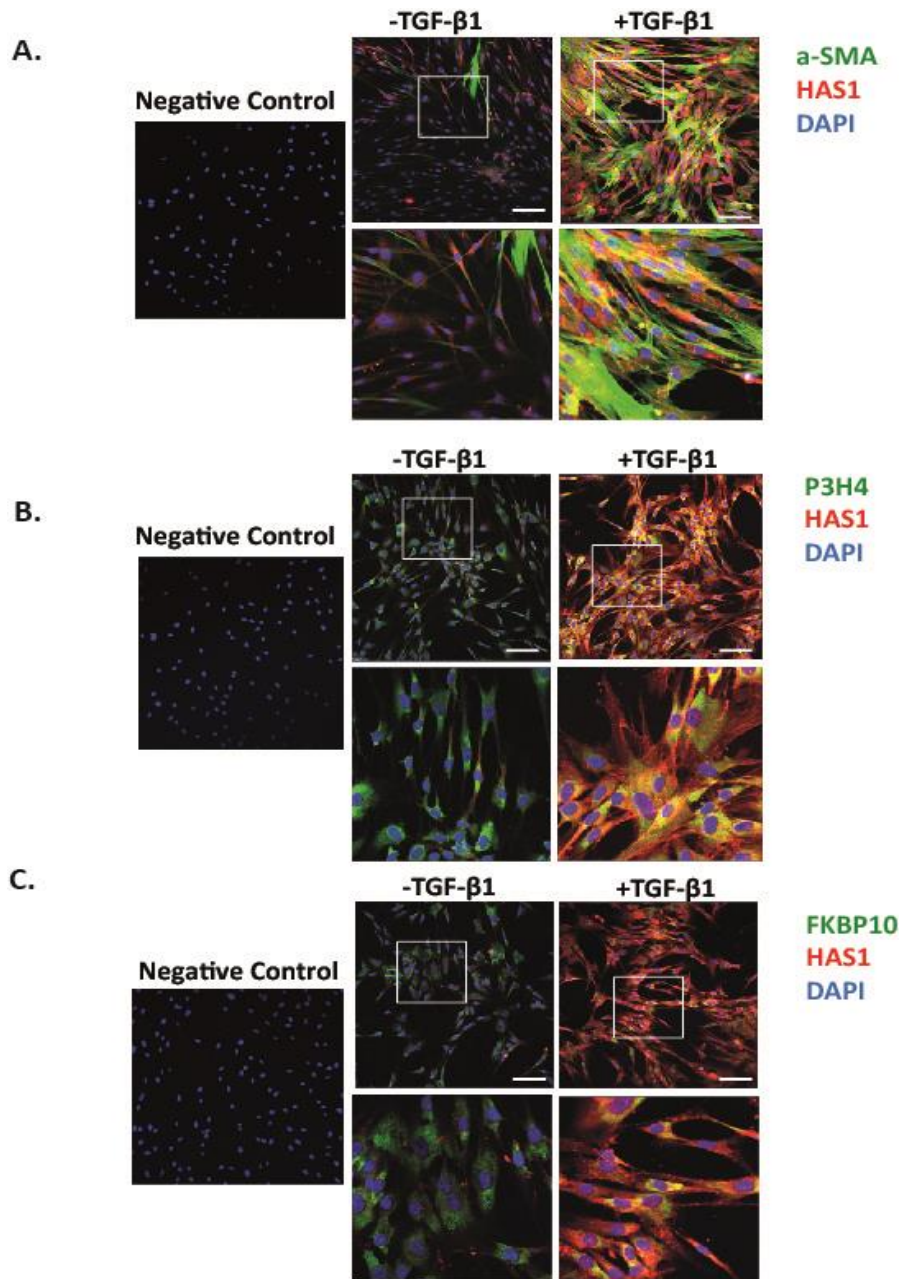 A.
Negative Control
-TGF-β1
+TGF-β1
a-SMA
HAS1
DAPI
B.
Negative Control
-TGF-β1
+TGF-β1
P3H4
HAS1
DAPI
C.
Negative Control
-TGF-β1
+TGF-β1
FKBP10
HAS1
DAPI